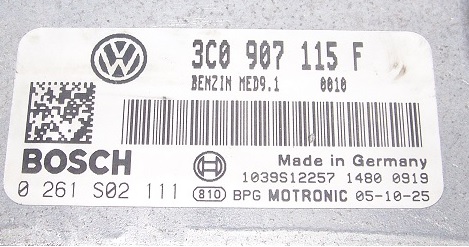 3C0 907 115 F
BENZIN MED9.1 0010
BOSCH
Made in Germany
1039S12257 1480 0919
0 261 S02 111 810 BPG MOTRONIC 05-10-25